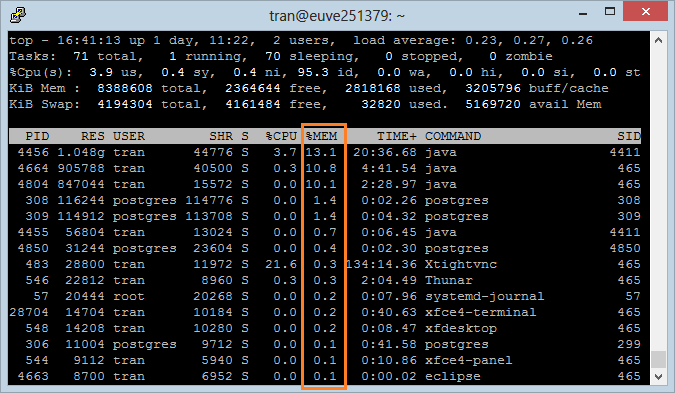 tran@euve251379: ~
top - 16:41:13 up 1 day, 11:22,  2 users,  load average: 0.23, 0.27, 0.26
Tasks:  71 total,   1 running,  70 sleeping,   0 stopped,   0 zombie
%Cpu(s):  3.9 us,  0.4 sy,  0.4 ni, 95.3 id,  0.0 wa,  0.0 hi,  0.0 si,  0.0 st
KiB Mem :  8388608 total,  2364644 free,  2818168 used,  3205796 buff/cache
KiB Swap:  4194304 total,  4161484 free,    32820 used.  5169720 avail Mem
PID    RES USER         SHR S  %CPU %MEM     TIME+ COMMAND                  SID
4456 1.048g tran       44776 S   3.7 13.1  20:36.68 java                    4411
4664 905788 tran       40500 S   0.3 10.8   4:41.54 java                     465
4804 847044 tran       15572 S   0.0 10.1   2:28.97 java                     465
308 116244 postgres  114776 S   0.0  1.4   0:02.26 postgres                 308
309 114912 postgres  113708 S   0.0  1.4   0:04.32 postgres                 309
4455  56804 tran       13024 S   0.0  0.7   0:06.45 java                    4411
4850  31244 postgres   23604 S   0.0  0.4   0:02.30 postgres                4850
483  28800 tran       11972 S  21.6  0.3 134:14.36 Xtightvnc                465
546  22812 tran        8960 S   0.3  0.3   2:04.49 Thunar                   465
57  20444 root       20268 S   0.0  0.2   0:07.96 systemd-journal           57
28704  14704 tran       10184 S   0.0  0.2   0:40.63 xfce4-terminal           465
548  14208 tran       10280 S   0.0  0.2   0:08.47 xfdesktop                465
306  11004 postgres    9712 S   0.0  0.1   0:41.58 postgres                 299
544   9112 tran        5940 S   0.0  0.1   0:10.86 xfce4-panel              465
4663   8700 tran        6952 S   0.0  0.1   0:00.02 eclipse                  465